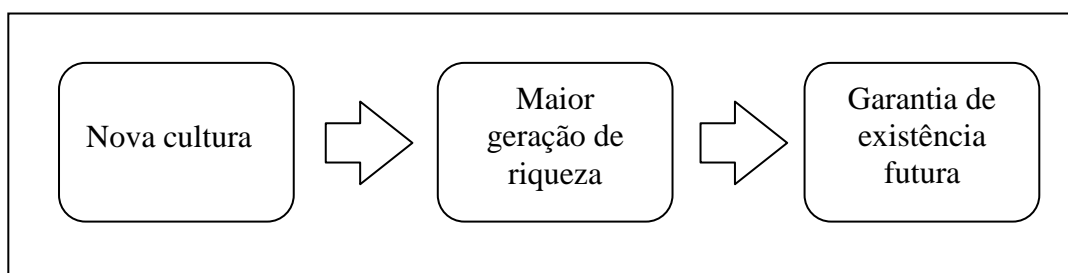 Nova cultura
Maior
geração de
riqueza
Garantia de
existência
futura